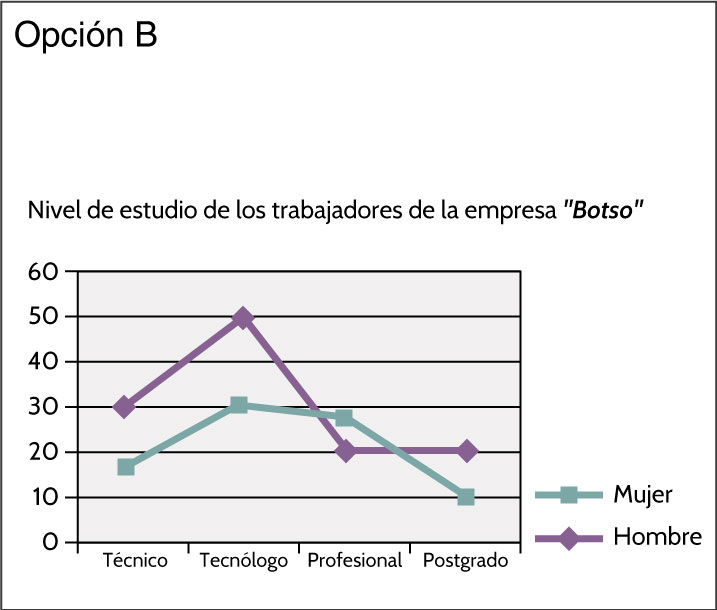 Opción B
Nivel de estudio de los trabajadores de la empresa "Botso"
60
50
40
30
20
10
0
Técnico Tecnólogo Profesional Postgrado
Mujer
Hombre